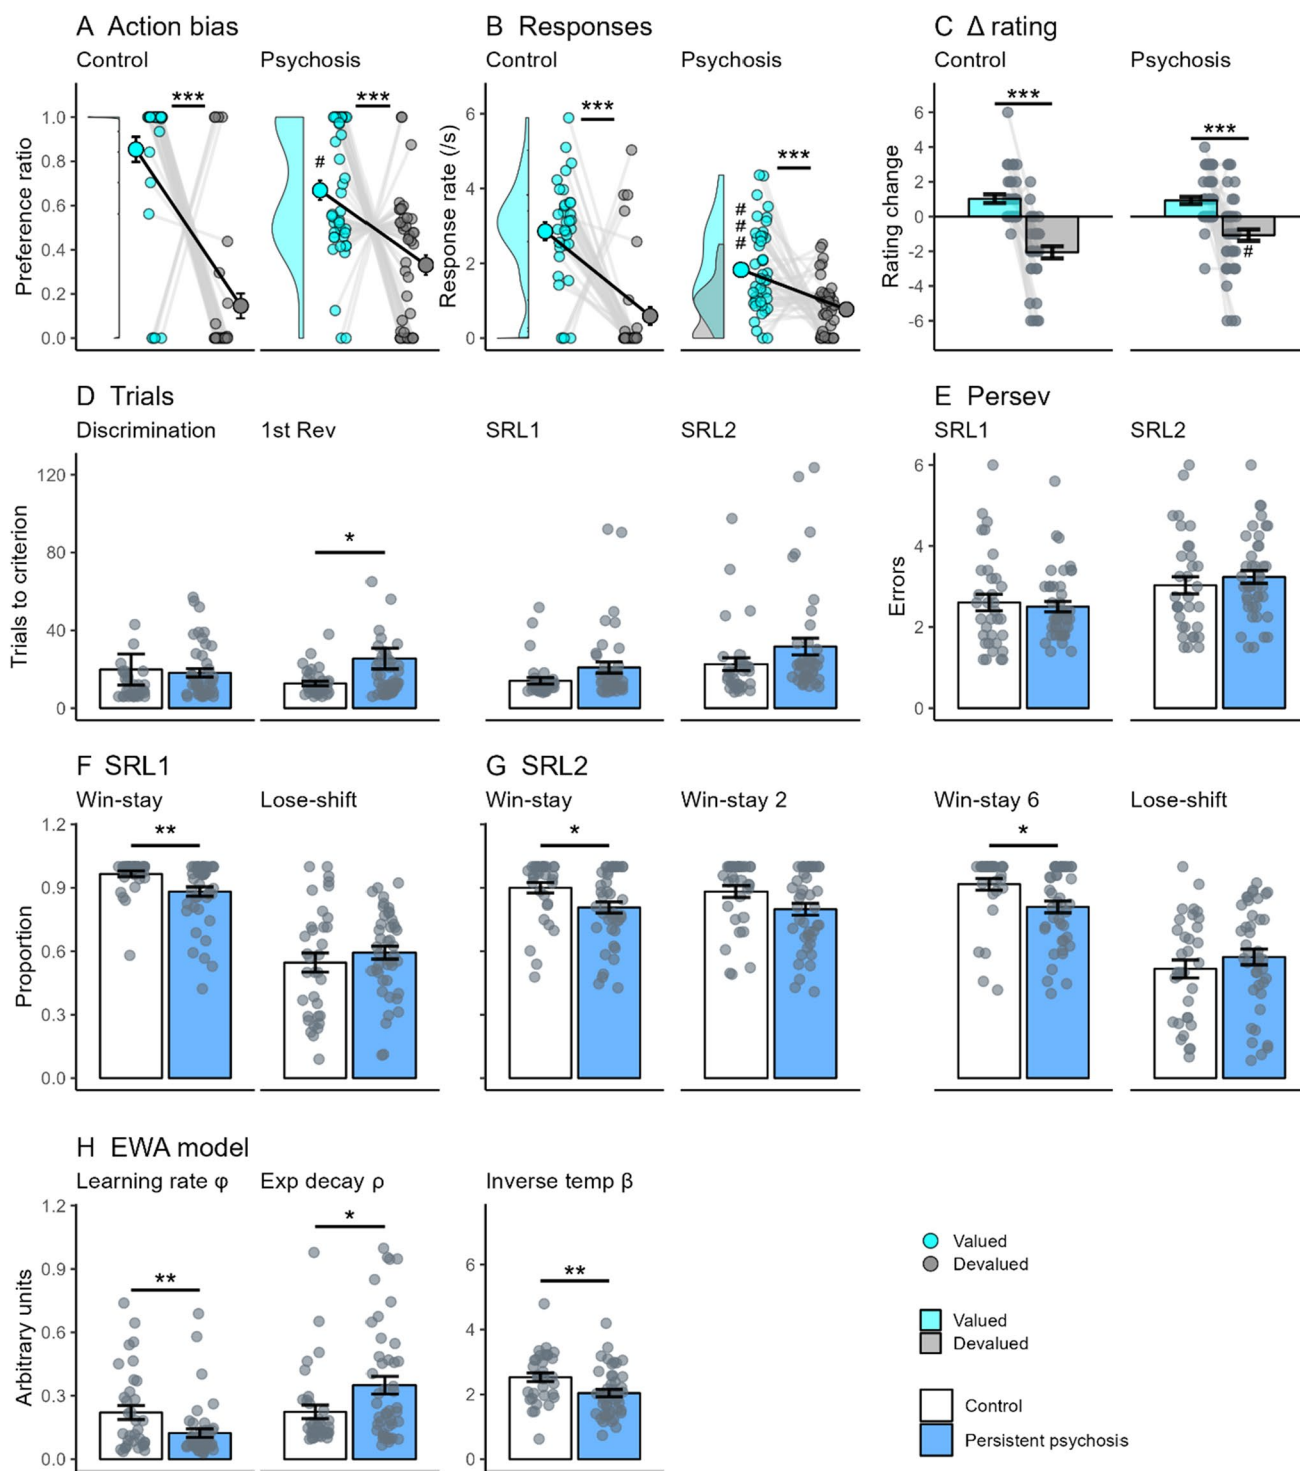 A Action bias
B Responses
C Δ rating
Control
Psychosis
Control
Psychosis
Control
Psychosis
Preference ratio
1.0
0.8
0.6
0.4
0.2
0.0
***
***
#
Response rate (/s)
6
4
2
0
***
***
#
#
#
Rating change
6
4
2
0
-2
-4
-6
***
***
#
D Trials
E Persev
Discrimination
1st Rev
SRL1
SRL2
SRL1
SRL2
Trials to criterion
120
80
40
0
*
Errors
6
4
2
0
F SRL1
G SRL2
Win-stay
Lose-shift
Win-stay
Win-stay 2
Win-stay 6
Lose-shift
Proportion
1.2
0.9
0.6
0.3
0.0
**
*
*
H EWA model
Learning rate φ
Exp decay ρ
Inverse temp β
Arbitrary units
1.2
0.9
0.6
0.3
0.0
**
*
6
4
2
0
**
Valued
Devalued
Valued
Devalued
Control
Persistent psychosis